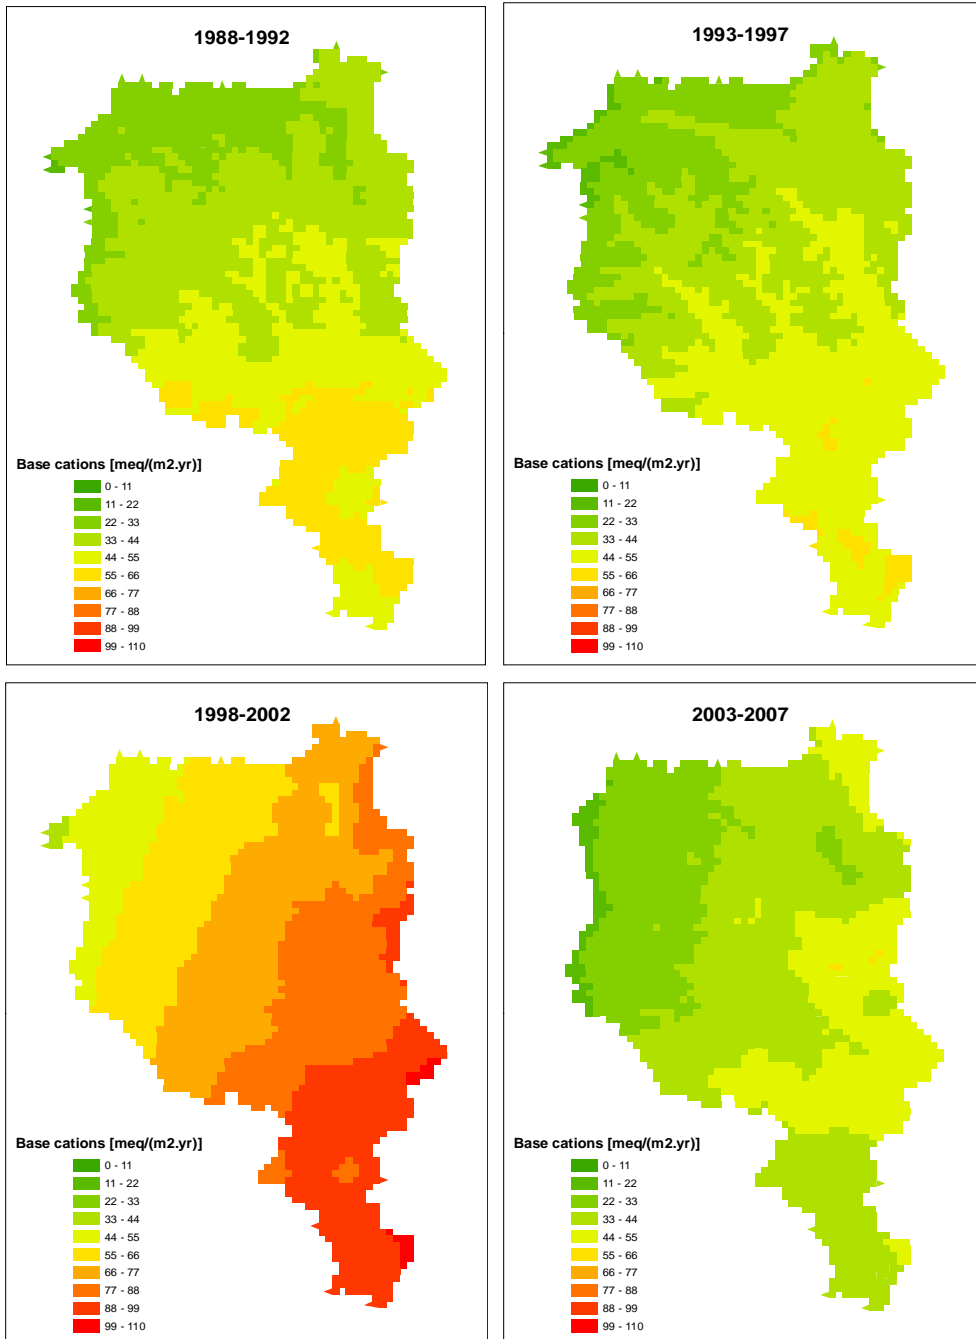 1988-1992
Base cations [meq/(m2.yr)]
0 - 11
11 - 22
22 - 33
33 - 44
44 - 55
55 - 66
66 - 77
77 - 88
88 - 99
99 - 110
1993-1997
Base cations [meq/(m2.yr)]
0 - 11
11 - 22
22 - 33
33 - 44
44 - 55
55 - 66
66 - 77
77 - 88
88 - 99
99 - 110
1998-2002
Base cations [meq/(m2.yr)]
0 - 11
11 - 22
22 - 33
33 - 44
44 - 55
55 - 66
66 - 77
77 - 88
88 - 99
99 - 110
2003-2007
Base cations [meq/(m2.yr)]
0 - 11
11 - 22
22 - 33
33 - 44
44 - 55
55 - 66
66 - 77
77 - 88
88 - 99
99 - 110